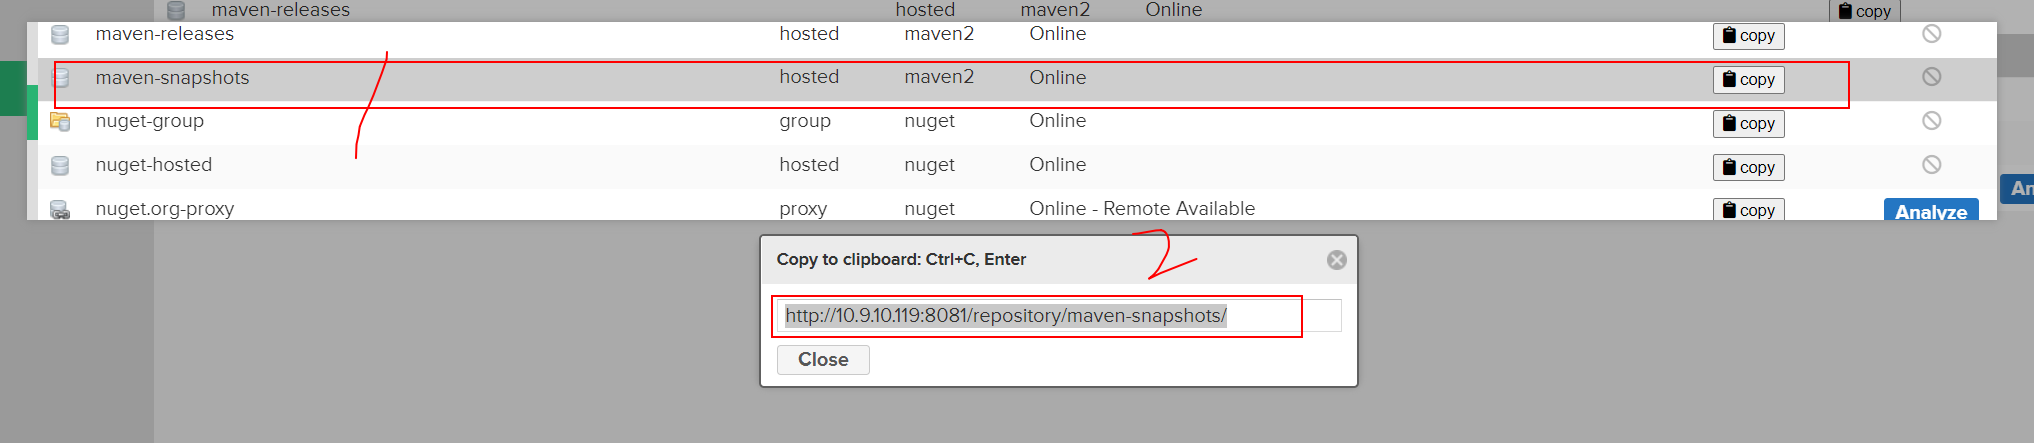 maven-releases hosted maven2 Online copy
maven-releases hosted maven2 Online copy
maven-snapshots hosted maven2 Online copy
nuget-group group nuget Online copy
nuget-hosted hosted nuget Online copy
nuget.org-proxy proxy nuget Online - Remote Available copy Analyze
An
1
2
Copy to clipboard: Ctrl+C, Enter
http://10.9.10.119:8081/repository/maven-snapshots/
Close